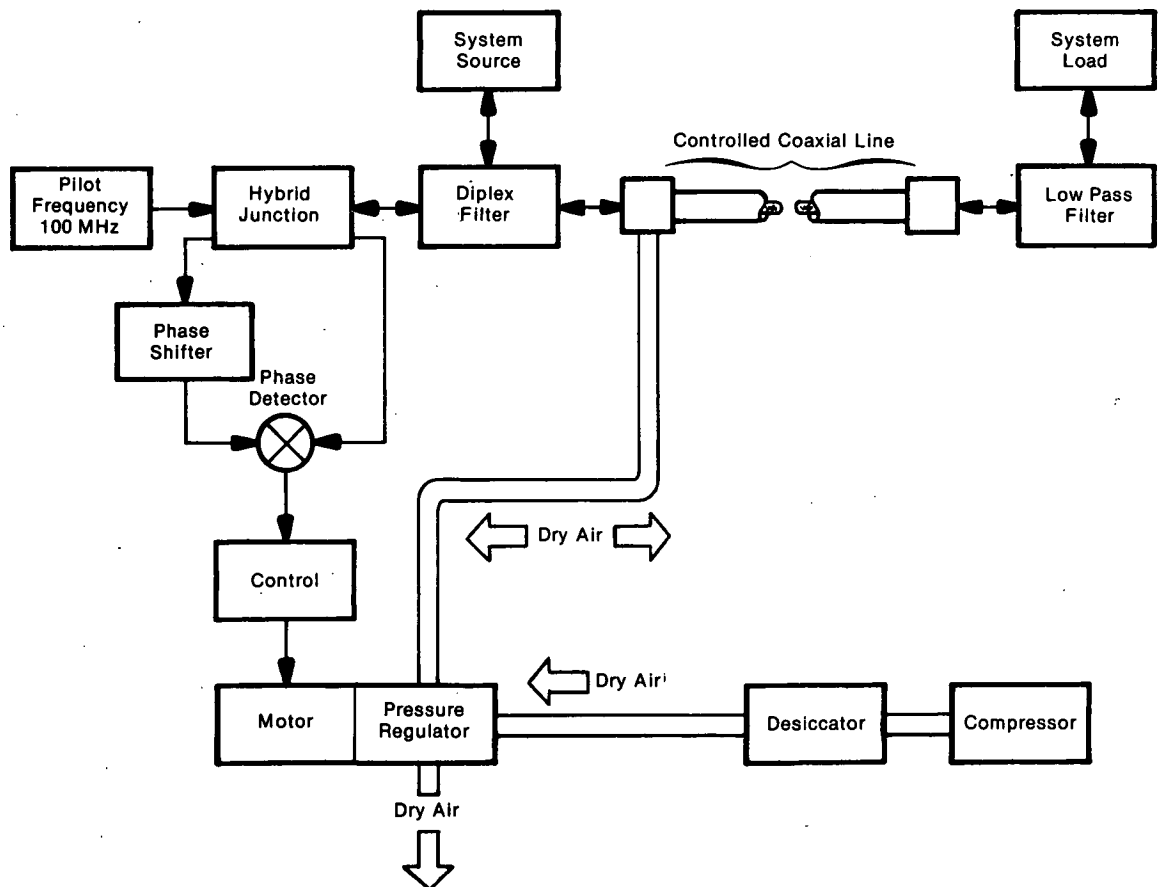 System
Source
System
Load
Controlled Coaxial Line
Pilot
Frequency
100 MHz
Hybrid
Junction
Diplex
Filter
Low Pass
Filter
Phase
Shifter
Phase
Detector
Dry Air
Control
Dry Air
Motor
Pressure
Regulator
Desiccator
Compressor
Dry Air